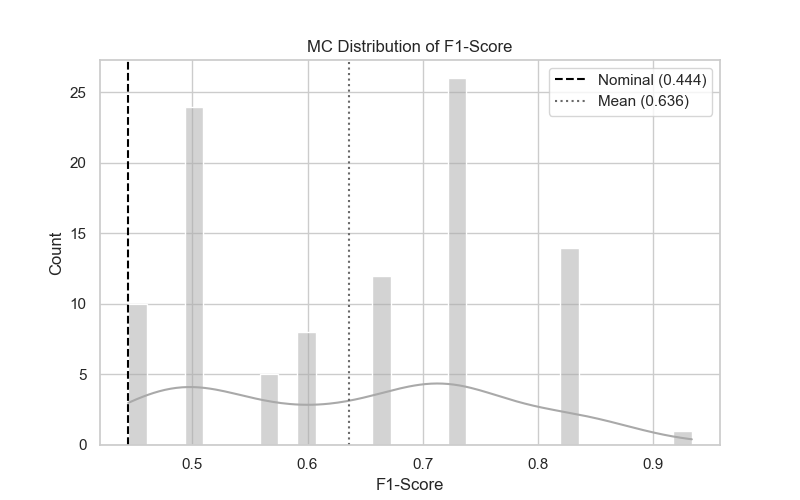 MC Distribution of F1-Score
Nominal (0.444)
Mean (0.636)
Count
25
20
15
10
5
0
0.5 0.6 0.7 0.8 0.9
F1-Score